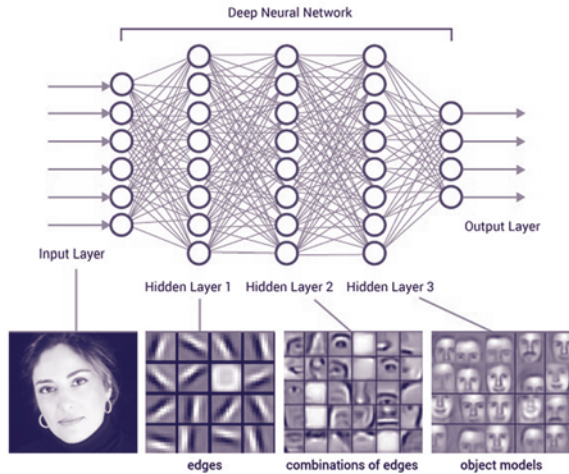 Deep Neural Network
Input Layer
Output Layer
Hidden Layer 1
Hidden Layer 2
Hidden Layer 3
edges
combinations of edges
object models